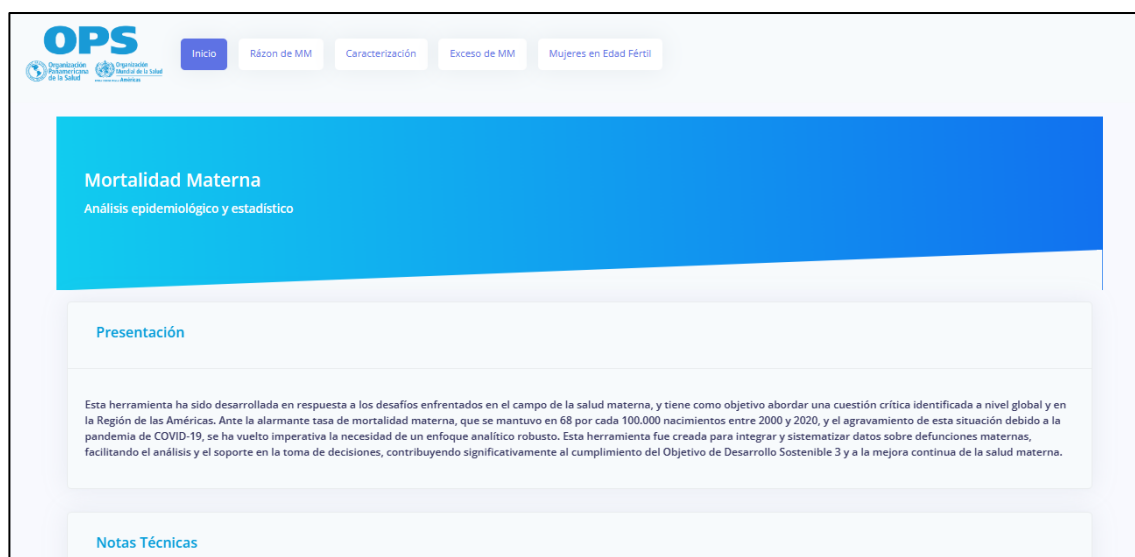 OPS
Organización
Panamericana
de la Salud
Organización
Mundial de la Salud
Américas
Inicio
Rázon de MM
Caracterización
Exceso de MM
Mujeres en Edad Fértil
Mortalidad Materna
Análisis epidemiológico y estadístico
Presentación
Esta herramienta ha sido desarrollada en respuesta a los desafíos enfrentados en el campo de la salud materna, y tiene como objetivo abordar una cuestión crítica identificada a nivel global y en
la Región de las Américas. Ante la alarmante tasa de mortalidad materna, que se mantuvo en 68 por cada 100.000 nacimientos entre 2000 y 2020, y el agravamiento de esta situación debido a la
pandemia de COVID-19, se ha vuelto imperativa la necesidad de un enfoque analítico robusto. Esta herramienta fue creada para integrar y sistematizar datos sobre defunciones maternas,
facilitando el análisis y el soporte en la toma de decisiones, contribuyendo significativamente al cumplimiento del Objetivo de Desarrollo Sostenible 3 y a la mejora continua de la salud materna.
Notas Técnicas